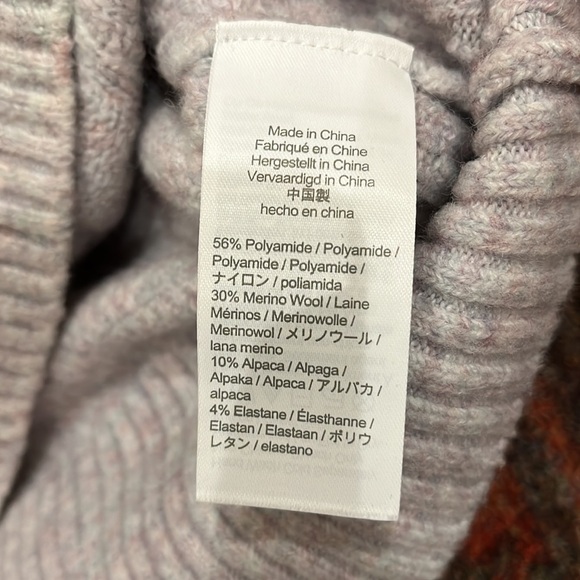 Made in China
Fabriqué en Chine
Hergestellt in China
Vervaardigd in China
中国製
hecho en china
56% Polyamide / Polyamide /
Polyamide / Polyamide /
ナイロン / poliamida
30% Merino Wool / Laine
Mérinos / Merinowolle /
Merinowol / メリノウール /
lana merino
10% Alpaca / Alpaga /
Alpaka / Alpaca / アルパカ /
alpaca
4% Elastane / Élasthanne /
Elastan / Elastaan / ポリウ
レタン / elastano